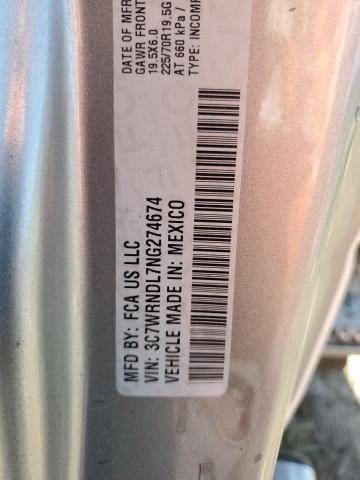 DATE OF MFR
GAWR FRONT
19.5X6.0
225/70R19.5G
AT 660 kPa /
TYPE: INCOMP
MFD BY: FCA US LLC
VIN: 3C7WRNDL7NG274674
VEHICLE MADE IN: MEXICO